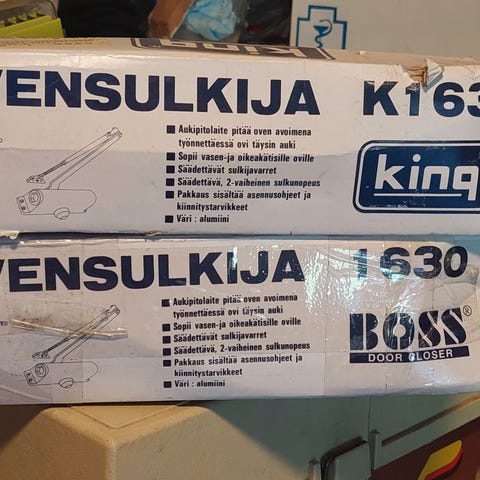 king
VENSULKIJA K163
Aukipitolaite pitää oven avoimena
työnnettäessä ovi täysin auki
Sopii vasen-ja oikeakätisille oville
Säädettävät sulkijavarret
Säädettävä, 2-vaiheinen sulkunopeus
Pakkaus sisältää asennusohjeet ja
kiinnitystarvikkeet
Väri : alumiini
king
VENSULKIJA 1630
Aukipitolaite pitää oven avoimena
työnnettäessä ovi täysin auki
Sopii vasen-ja oikeakätisille oville
Säädettävät sulkijavarret
Säädettävä, 2-vaiheinen sulkunopeus
Pakkaus sisältää asennusohjeet ja
kiinnitystarvikkeet
Väri : alumiini
BOSS®
DOOR CLOSER